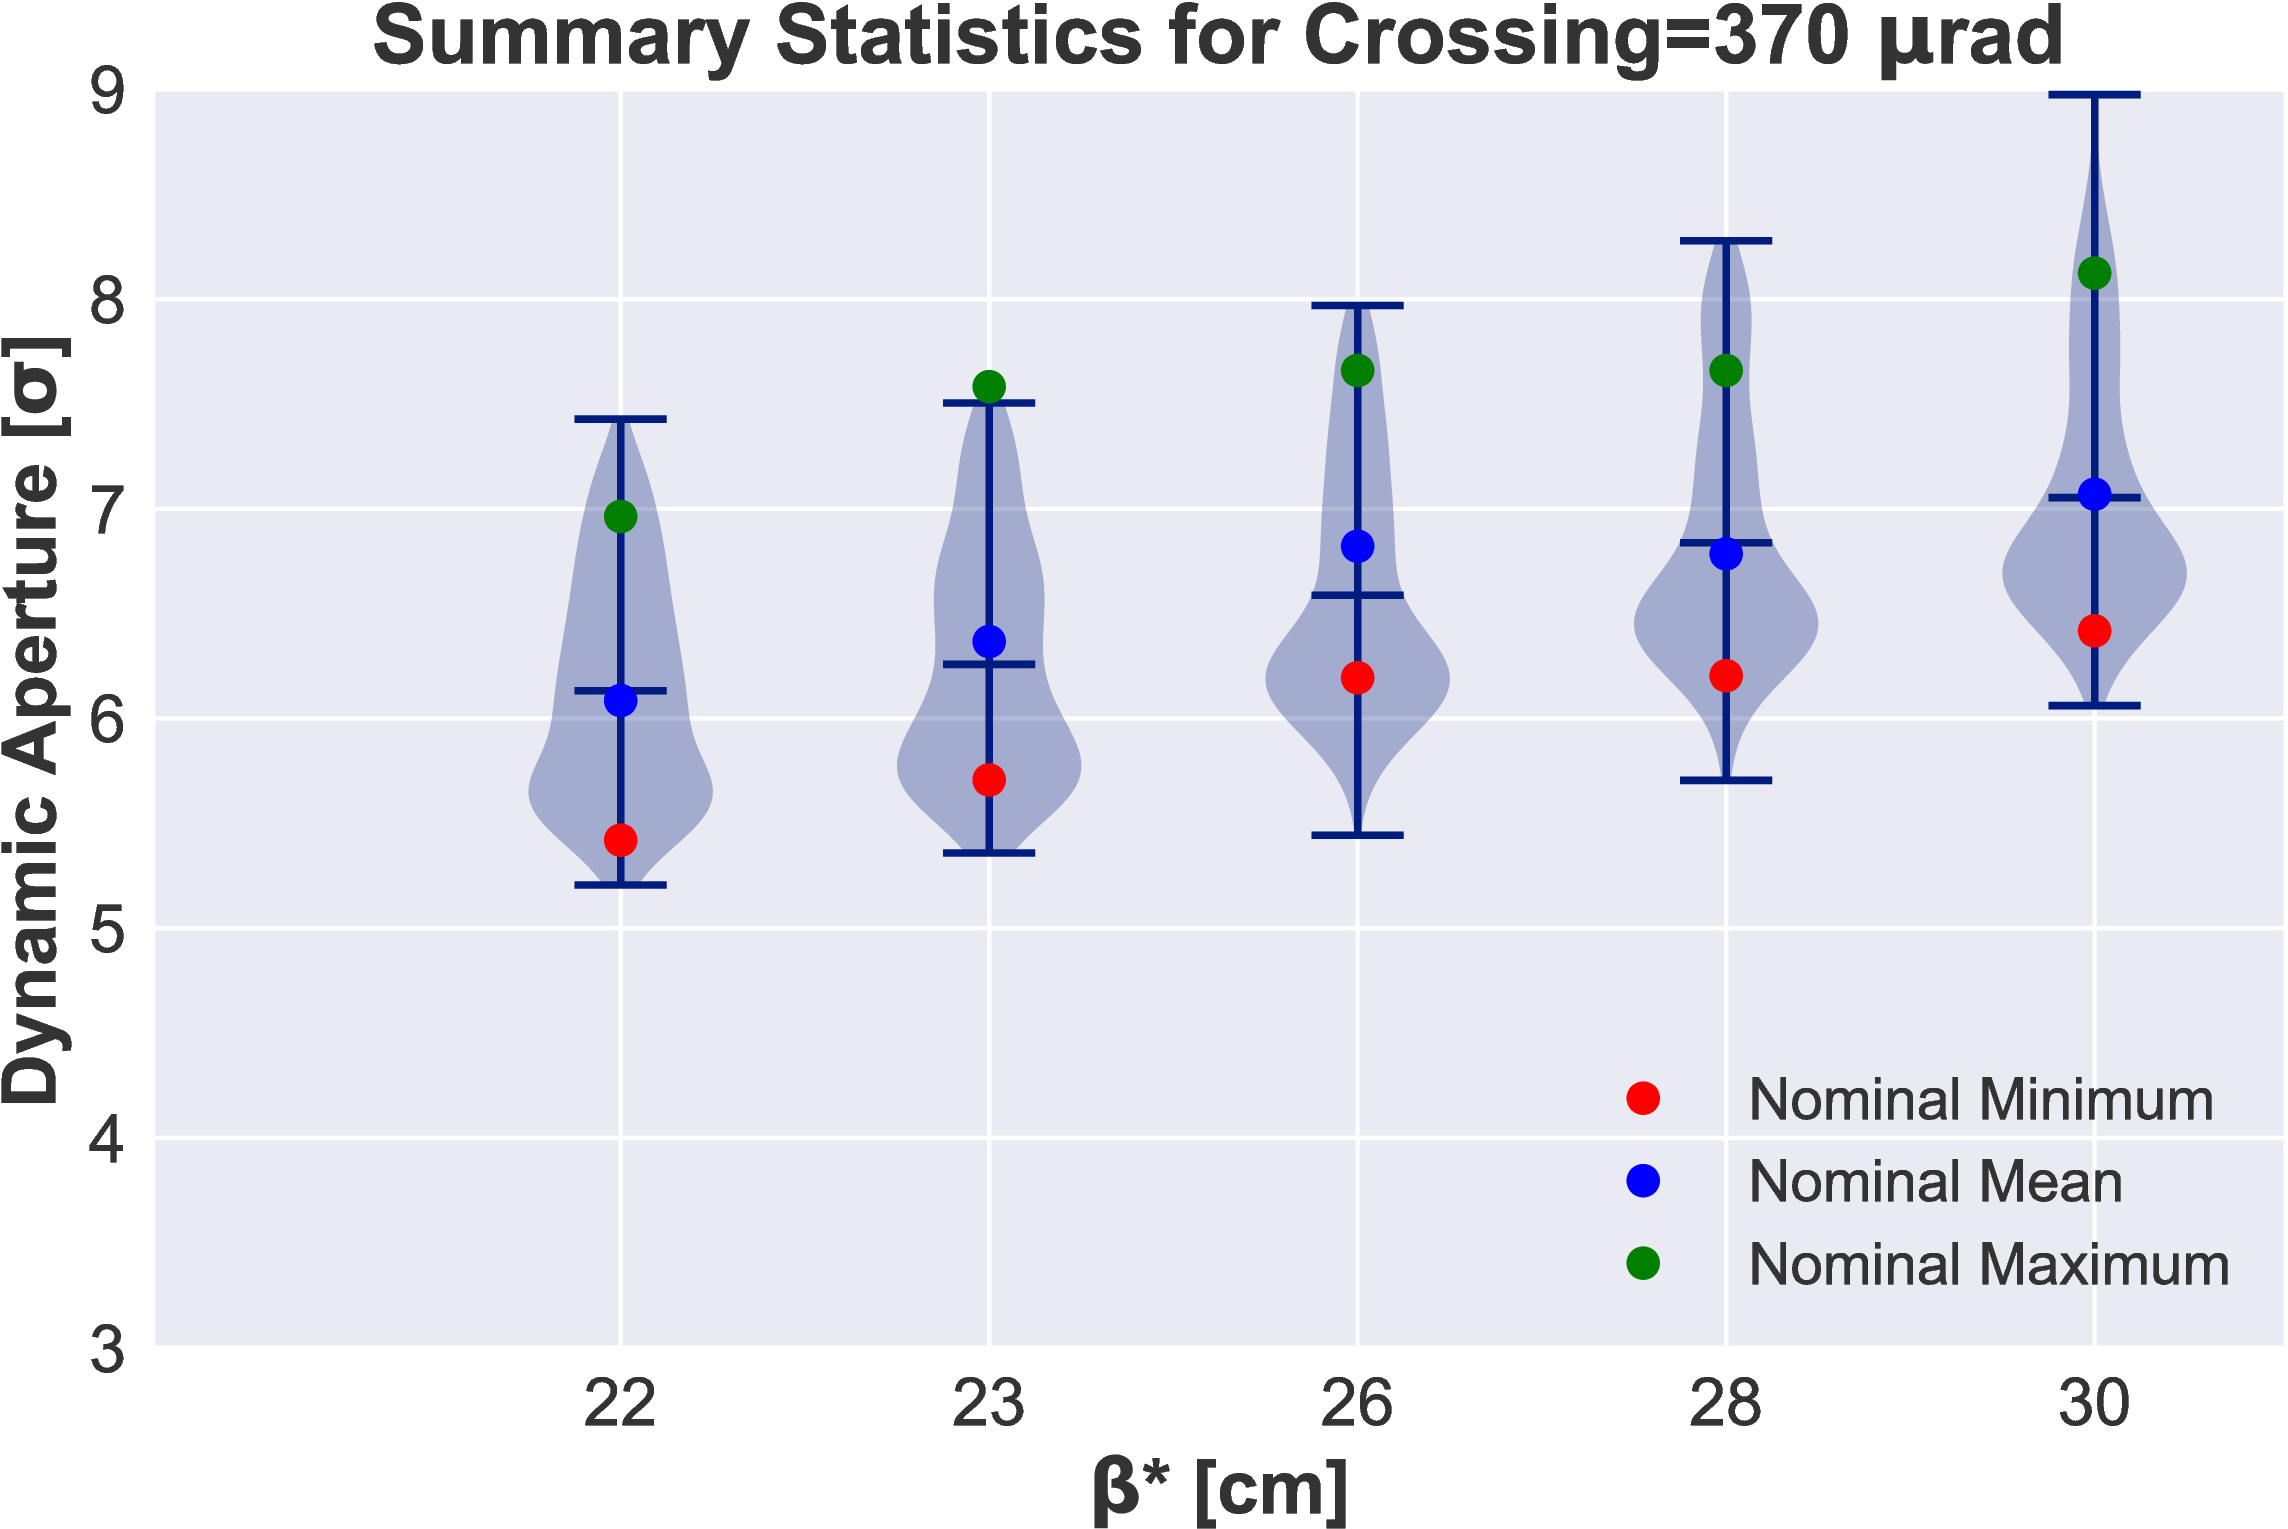 Summary Statistics for Crossing=370 μrad
Dynamic Aperture [σ]
9
8
7
6
5
4
3
Nominal Minimum
Nominal Mean
Nominal Maximum
22 23 26 28 30
β* [cm]